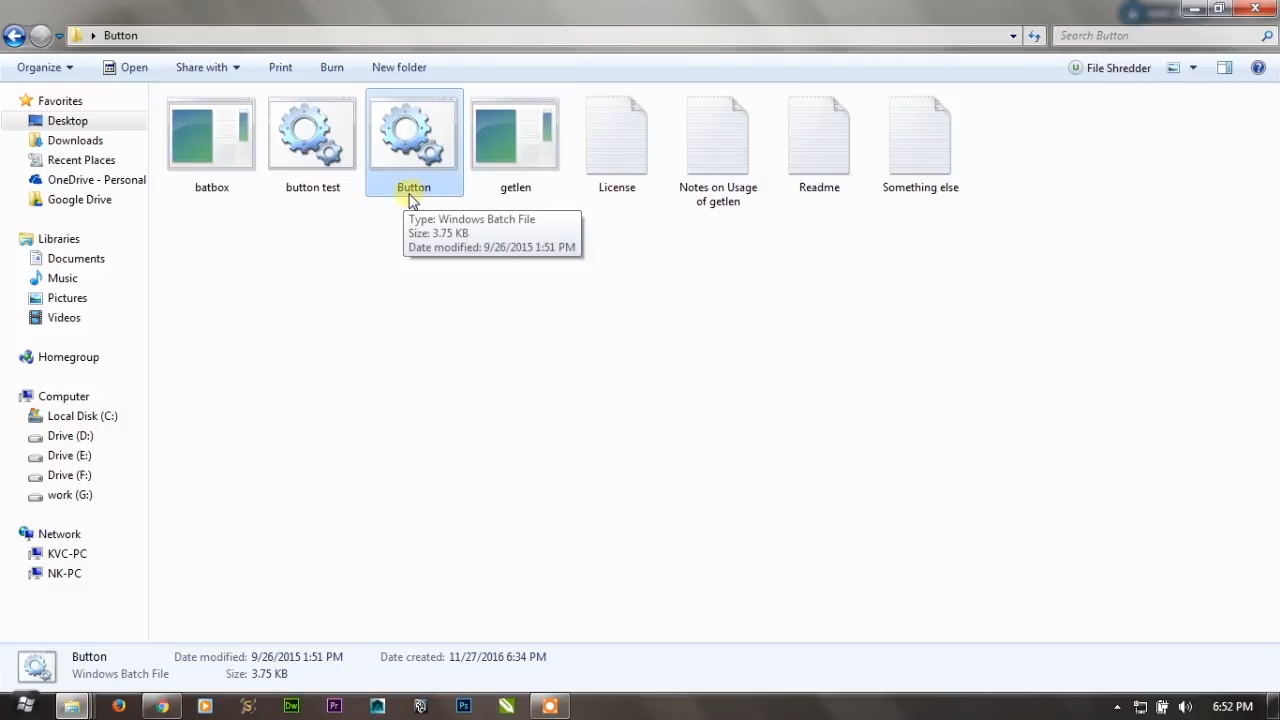 Button
Search Button
Organize
Open
Share with
Print
Burn
New folder
File Shredder
Favorites
Desktop
Downloads
Recent Places
OneDrive - Personal
Google Drive
Libraries
Documents
Music
Pictures
Videos
Homegroup
Computer
Local Disk (C:)
Drive (D:)
Drive (E:)
Drive (F:)
work (G:)
Network
KVC-PC
NK-PC
batbox
button test
Button
getlen
License
Notes on Usage
of getlen
Readme
Something else
Type: Windows Batch File
Size: 3.75 KB
Date modified: 9/26/2015 1:51 PM
Button
Date modified: 9/26/2015 1:51 PM
Date created: 11/27/2016 6:34 PM
Windows Batch File
Size: 3.75 KB
Dw
Pr
Ps
6:52 PM